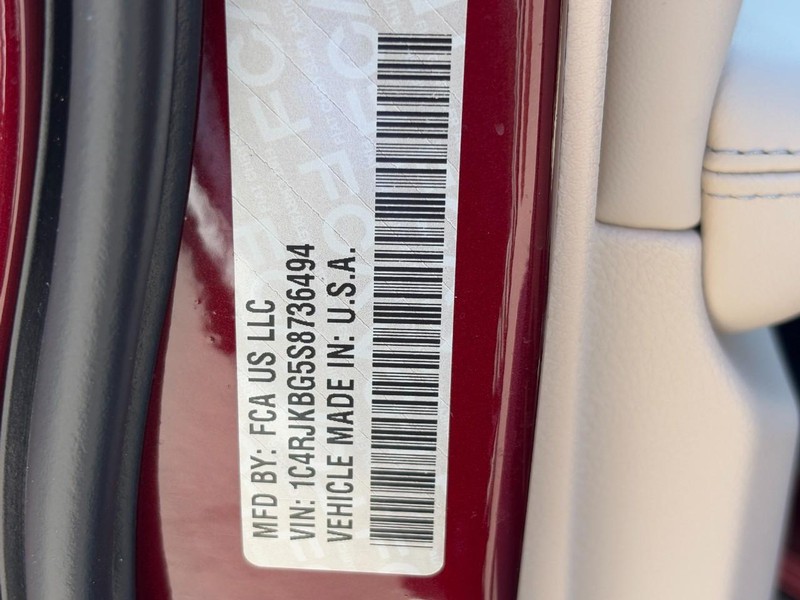 MFD BY: FCA US LLC
VIN: 1C4RJKBG5S8736494
VEHICLE MADE IN: U.S.A.